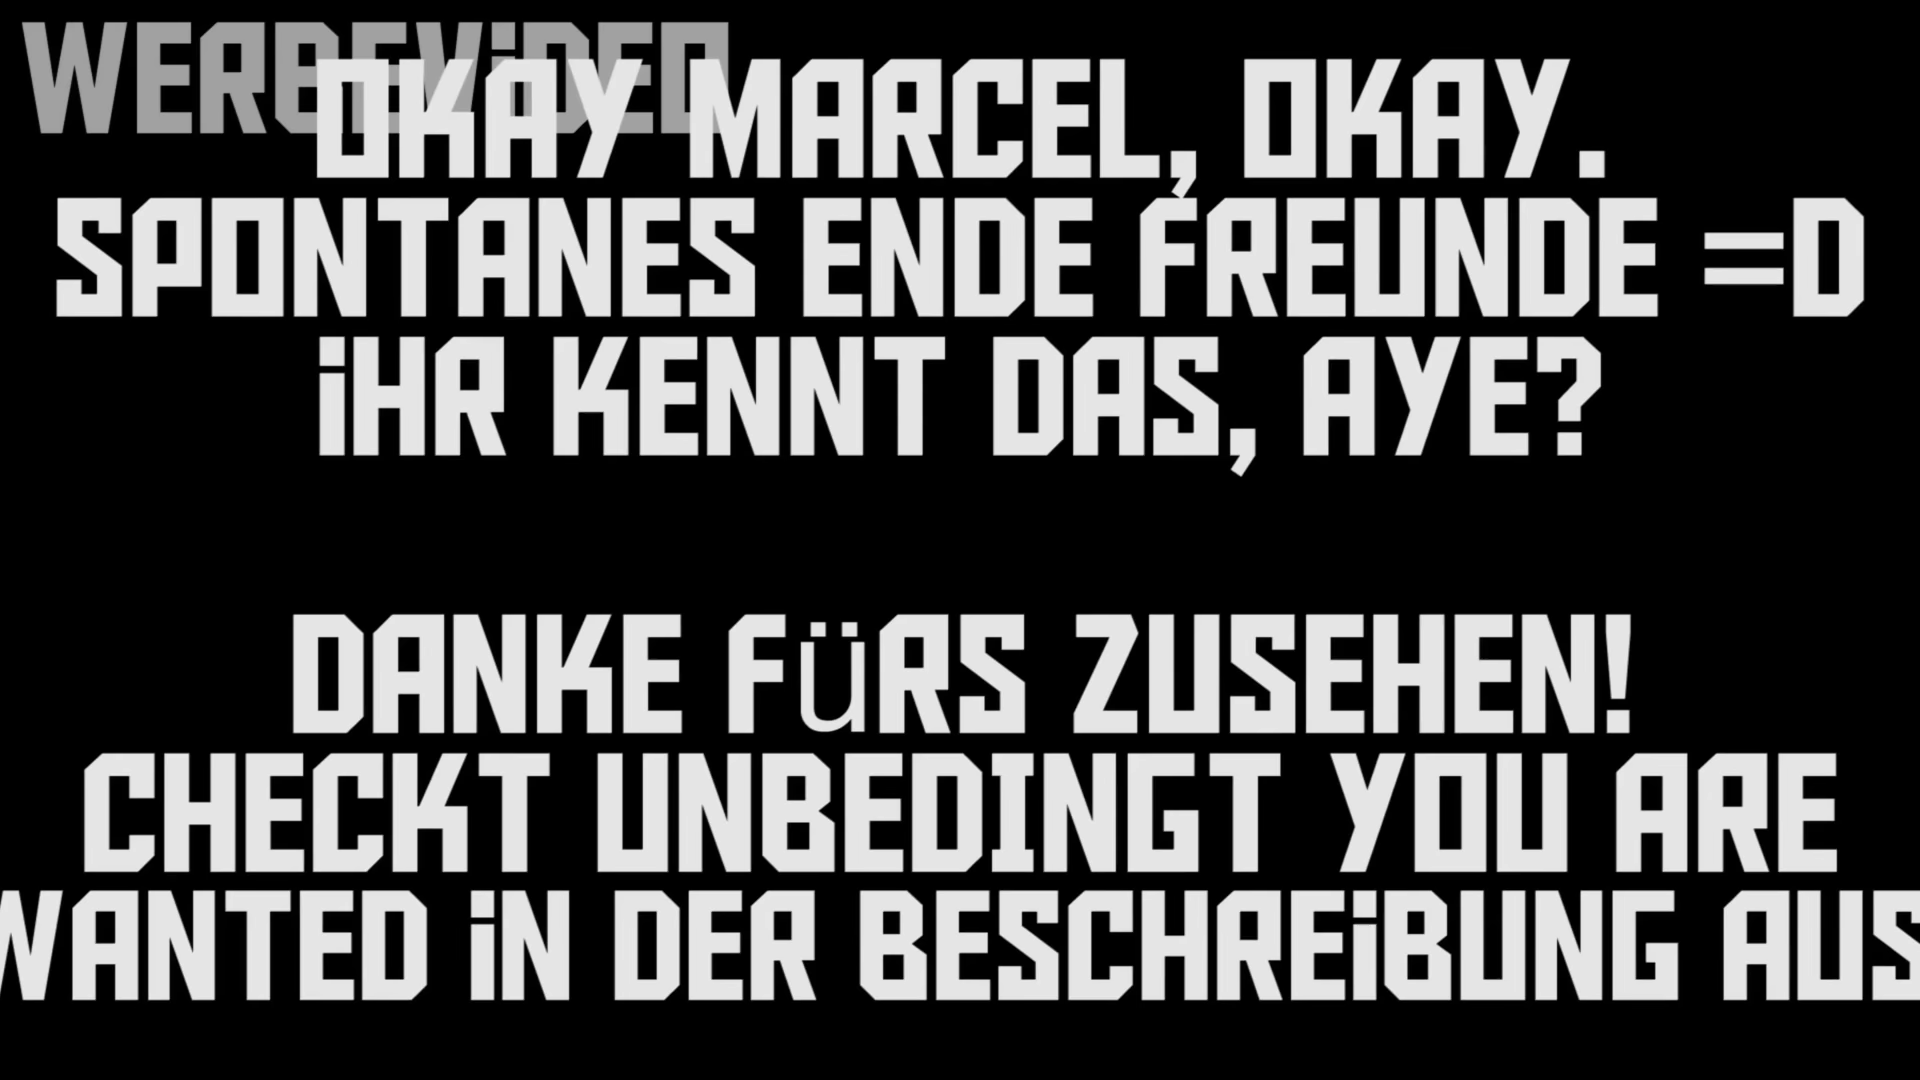 WERBEViDEO
OKAY MARCEL, OKAY.
SPONTANES ENDE FREUNDE =D
iHR KENNT DAS, AYE?
DANKE FüRS ZUSEHEN!
CHECKT UNBEDINGT YOU ARE
WANTED iN DER BESCHREiBUNG AUS